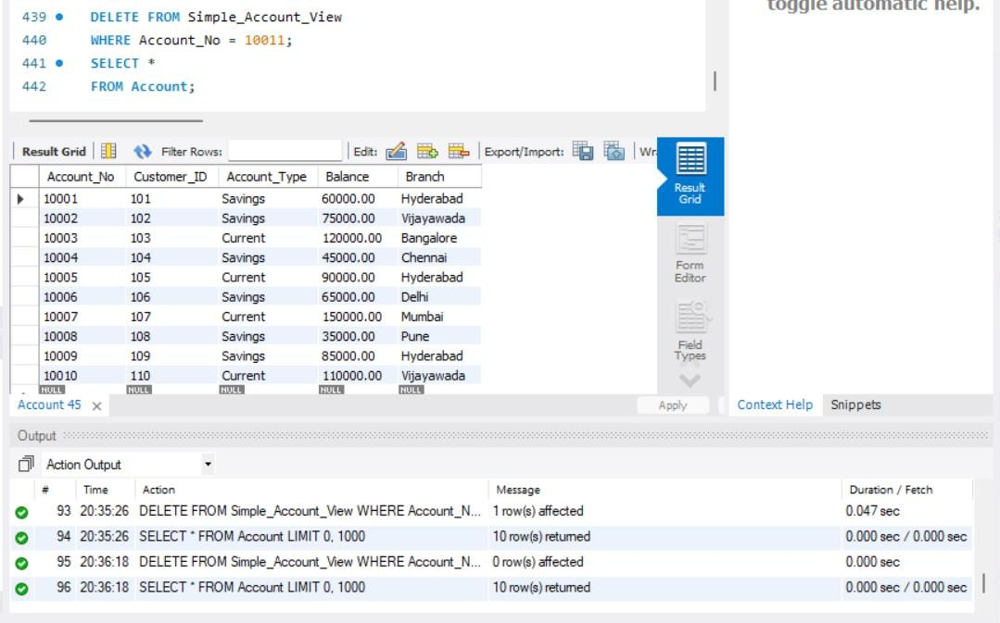 toggle automatic help.
439 DELETE FROM Simple_Account_View
440 WHERE Account_No = 10011;
441 SELECT *
442 FROM Account;
Result Grid Filter Rows: Edit: Export/Import: Wr
Account_No Customer_ID Account_Type Balance Branch
10001 101 Savings 60000.00 Hyderabad
10002 102 Savings 75000.00 Vijayawada
10003 103 Current 120000.00 Bangalore
10004 104 Savings 45000.00 Chennai
10005 105 Current 90000.00 Hyderabad
10006 106 Savings 65000.00 Delhi
10007 107 Current 150000.00 Mumbai
10008 108 Savings 35000.00 Pune
10009 109 Savings 85000.00 Hyderabad
10010 110 Current 110000.00 Vijayawada
NULL NULL NULL NULL NULL
Result
Grid
Form
Editor
Field
Types
Account 45 Apply Context Help Snippets
Output
Action Output
# Time Action Message Duration / Fetch
93 20:35:26 DELETE FROM Simple_Account_View WHERE Account_N... 1 row(s) affected 0.047 sec
94 20:35:26 SELECT * FROM Account LIMIT 0, 1000 10 row(s) returned 0.000 sec / 0.000 sec
95 20:36:18 DELETE FROM Simple_Account_View WHERE Account_N... 0 row(s) affected 0.000 sec
96 20:36:18 SELECT * FROM Account LIMIT 0, 1000 10 row(s) returned 0.000 sec / 0.000 sec